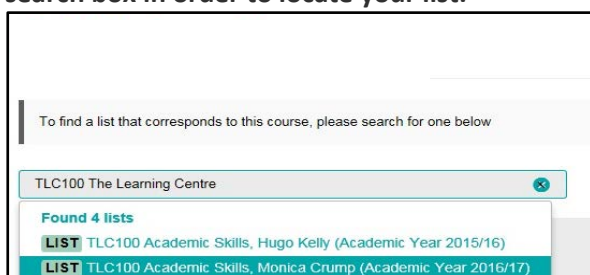 search box in order to locate your list.
To find a list that corresponds to this course, please search for one below
TLC100 The Learning Centre
Found 4 lists
LIST TLC100 Academic Skills, Hugo Kelly (Academic Year 2015/16)
LIST TLC100 Academic Skills, Monica Crump (Academic Year 2016/17)